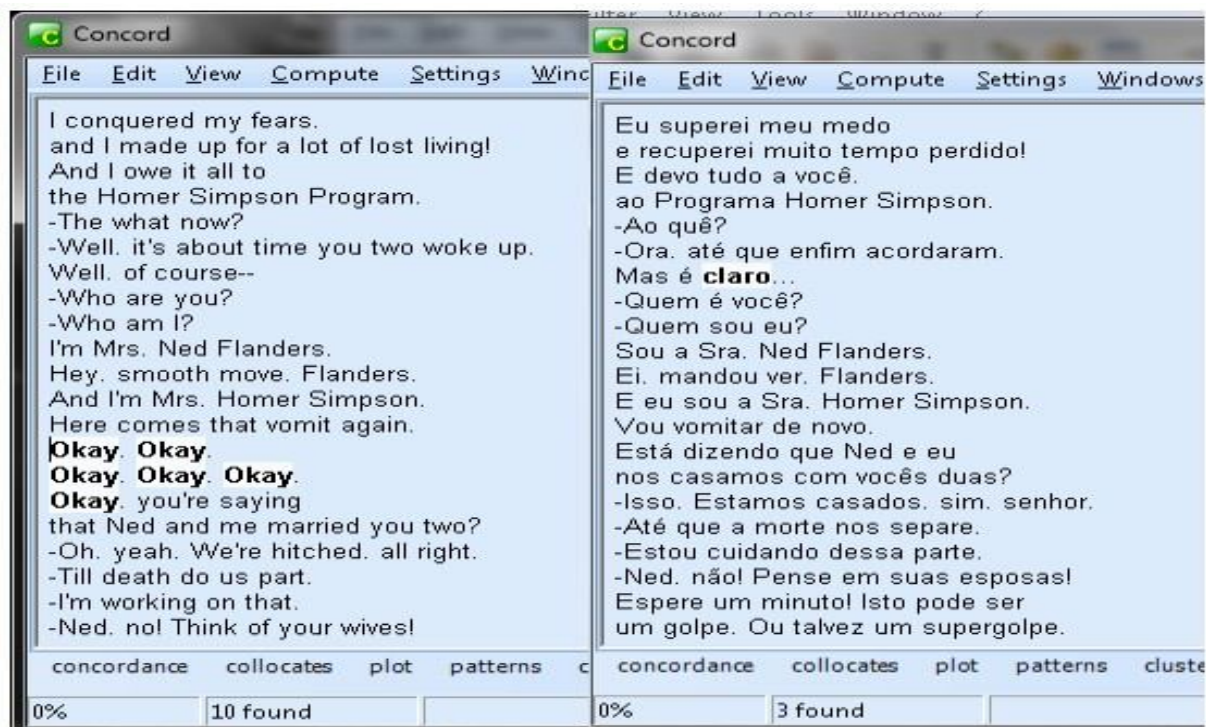 Concord
File Edit View Compute Settings Winc
I conquered my fears.
and I made up for a lot of lost living!
And I owe it all to
the Homer Simpson Program.
-The what now?
-Well. it's about time you two woke up.
Well. of course--
-Who are you?
-Who am I?
I'm Mrs. Ned Flanders.
Hey. smooth move. Flanders.
And I'm Mrs. Homer Simpson.
Here comes that vomit again.
Okay. Okay.
Okay. Okay. Okay.
Okay. you're saying
that Ned and me married you two?
-Oh. yeah. We're hitched. all right.
-Till death do us part.
-I'm working on that.
-Ned. no! Think of your wives!
concordance collocates plot patterns c
0% 10 found
View Tools Window ?
Concord
File Edit View Compute Settings Windows
Eu superei meu medo
e recuperei muito tempo perdido!
E devo tudo a você.
ao Programa Homer Simpson.
-Ao quê?
-Ora. até que enfim acordaram.
Mas é claro...
-Quem é você?
-Quem sou eu?
Sou a Sra. Ned Flanders.
Ei. mandou ver. Flanders.
E eu sou a Sra. Homer Simpson.
Vou vomitar de novo.
Está dizendo que Ned e eu
nos casamos com vocês duas?
-Isso. Estamos casados. sim. senhor.
-Até que a morte nos separe.
-Estou cuidando dessa parte.
-Ned. não! Pense em suas esposas!
Espere um minuto! Isto pode ser
um golpe. Ou talvez um supergolpe.
concordance collocates plot patterns cluste
0% 3 found